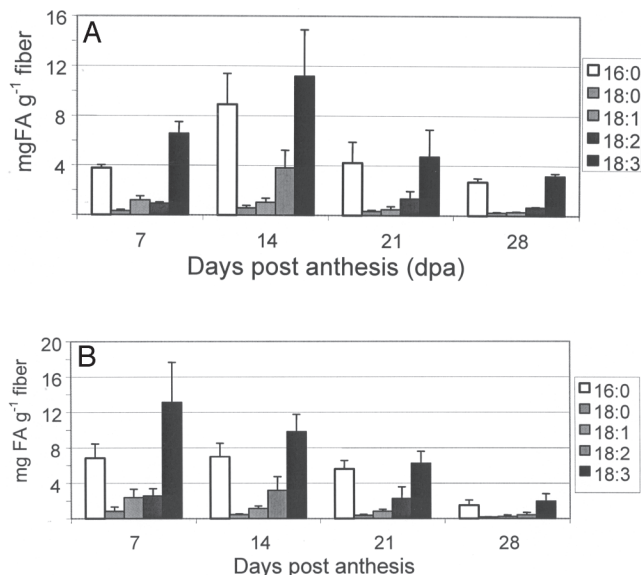 A
16
12
8
4
mgFA g-1 fiber
7 14 21 28
Days post anthesis (dpa)
16:0
18:0
18:1
18:2
18:3
B
20
16
12
8
4
mg FA g-1 fiber
7 14 21 28
Days post anthesis
16:0
18:0
18:1
18:2
18:3